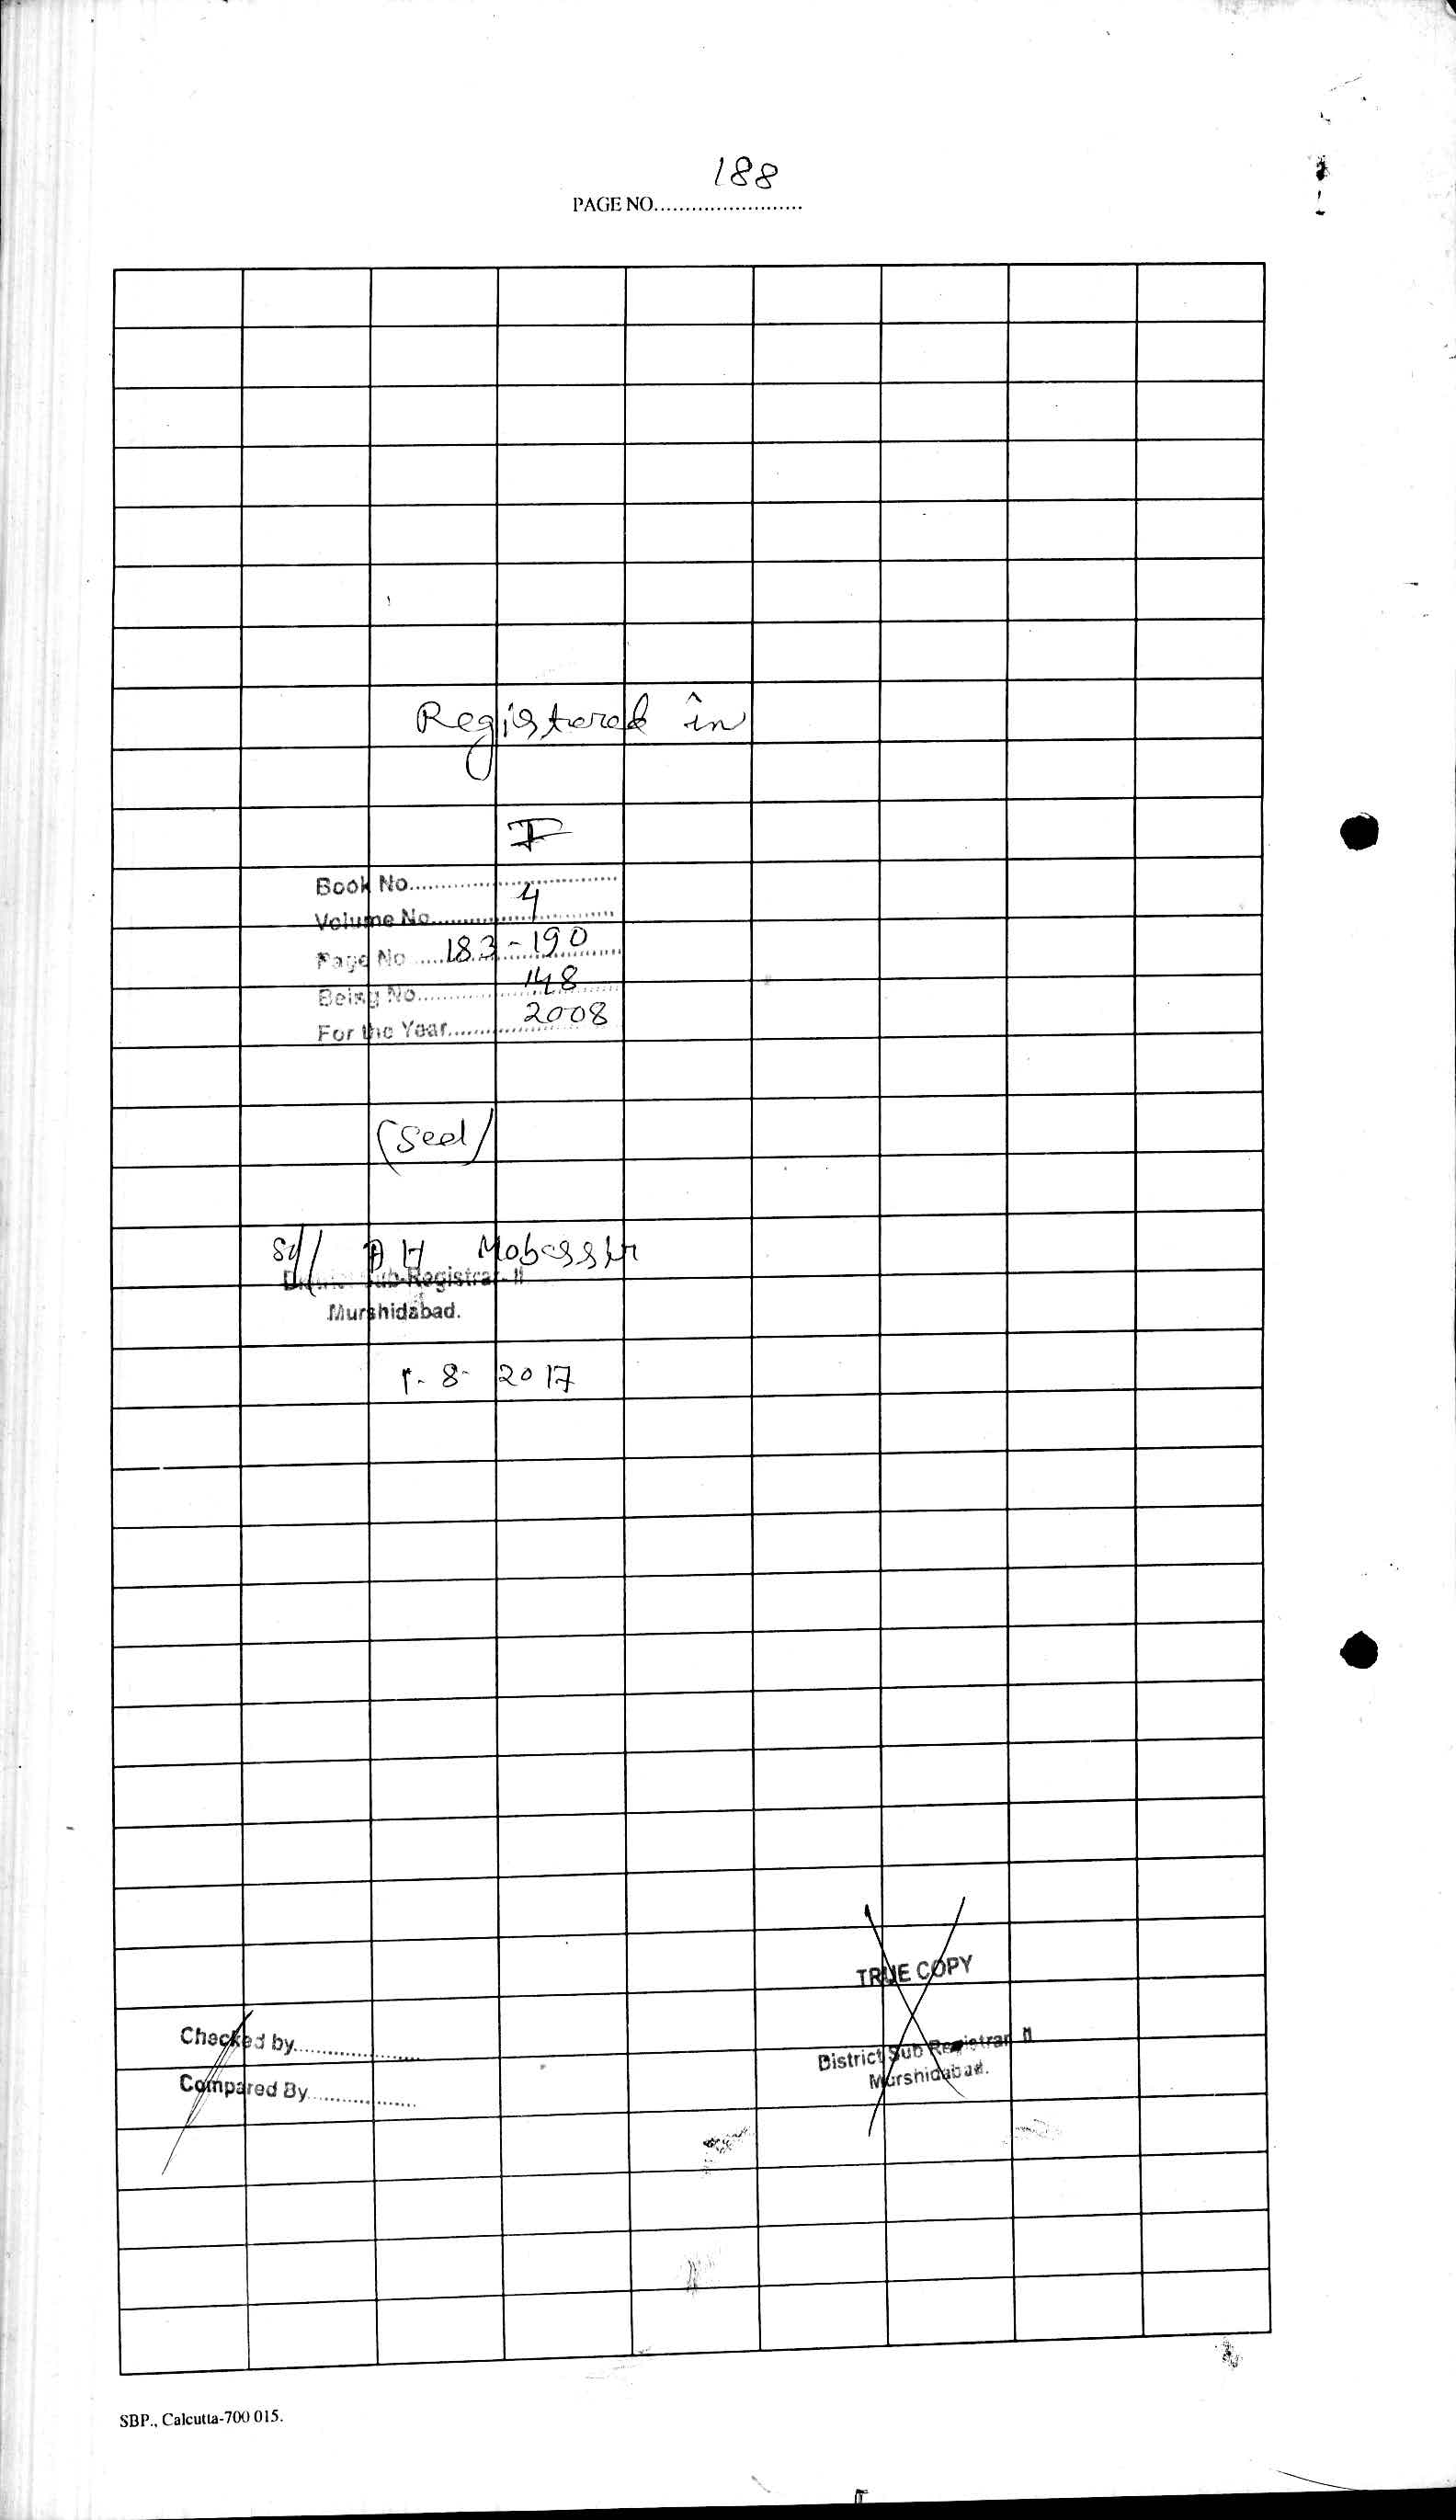 188
PAGE NO........................
Registered in
I
Book No..............................
4
Volume No..........................
Page No ..... 183-190
Being No............ 148
For the Year.......... 2008
(Seal)
Sd/ A H
District Sub-Registrar- II
Murshidabad.
1-8-2017
TRUE COPY
Checked by....................
District Sub Registrar II
Murshidabad.
Compared By.................
SBP., Calcutta-700 015.